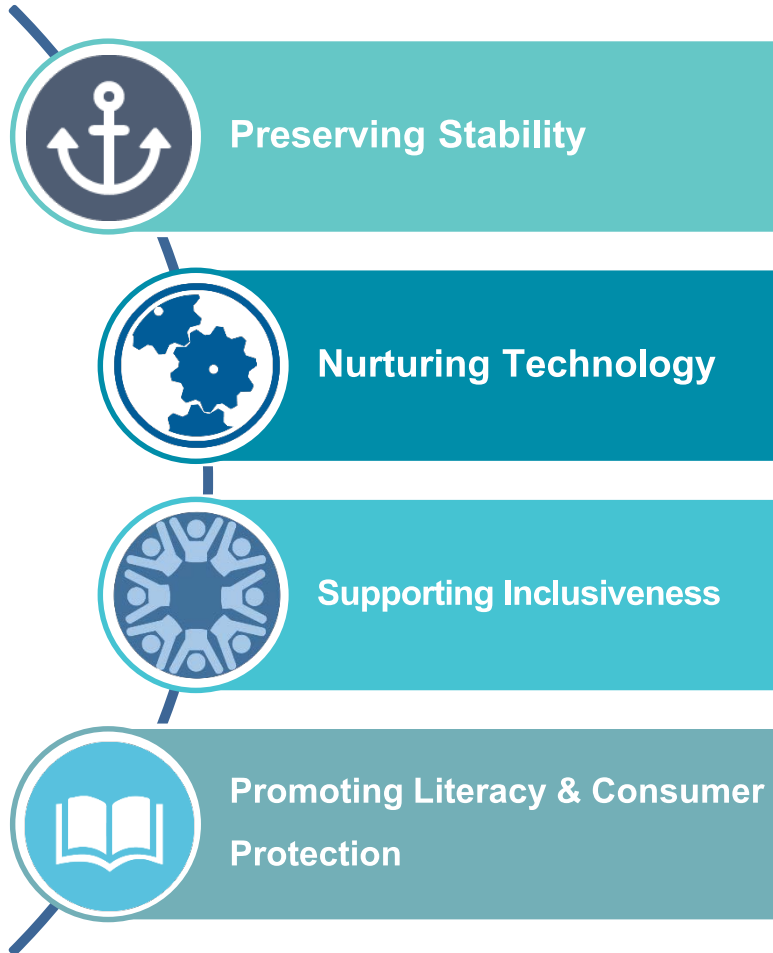 Preserving Stability
Nurturing Technology
Supporting Inclusiveness
Promoting Literacy & Consumer
Protection